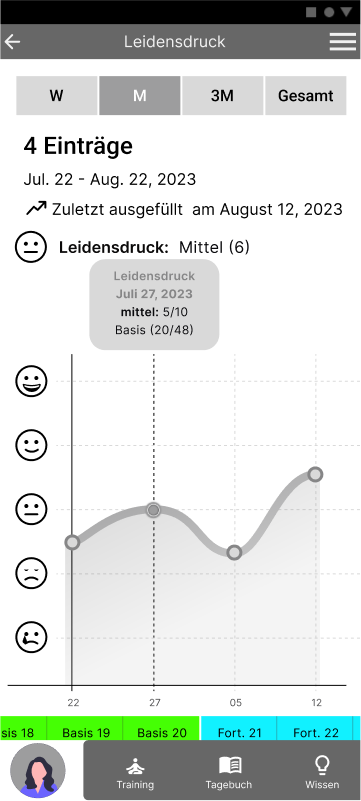 Leidensdruck
W M 3M Gesamt
4 Einträge
Jul. 22 - Aug. 22, 2023
Zuletzt ausgefüllt am August 12, 2023
Leidensdruck: Mittel (6)
Leidensdruck
Juli 27, 2023
mittel: 5/10
Basis (20/48)
22 27 05 12
sis 18 Basis 19 Basis 20 Fort. 21 Fort. 22
Training Tagebuch Wissen